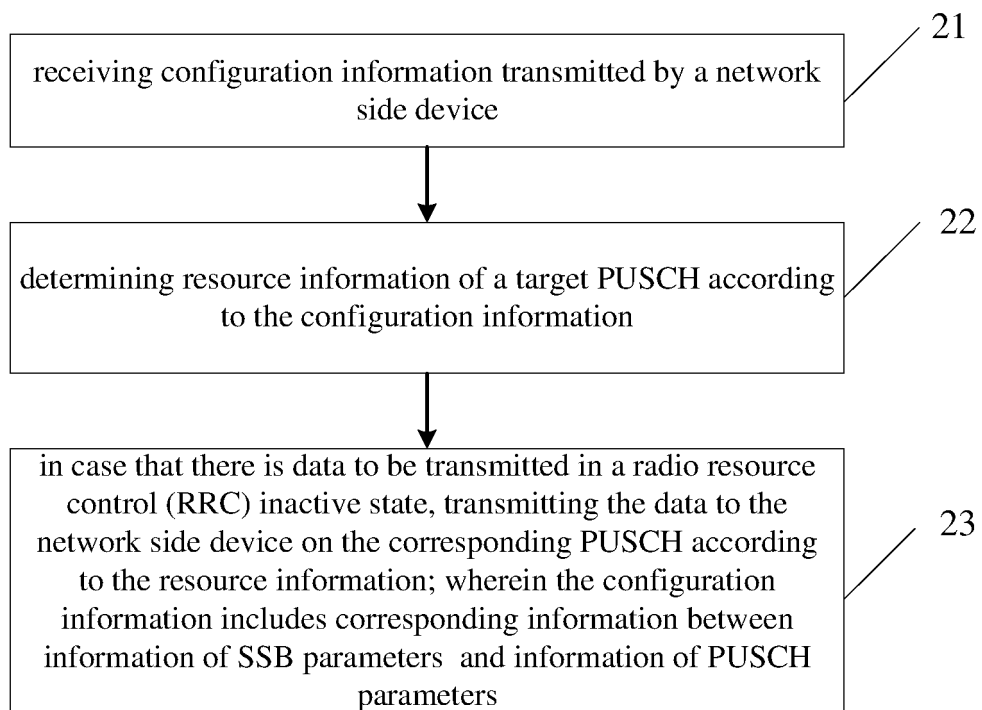 21
receiving configuration information transmitted by a network
side device
22
determining resource information of a target PUSCH according
to the configuration information
in case that there is data to be transmitted in a radio resource
control (RRC) inactive state, transmitting the data to the
network side device on the corresponding PUSCH according
to the resource information; wherein the configuration
information includes corresponding information between
information of SSB parameters and information of PUSCH
parameters
23